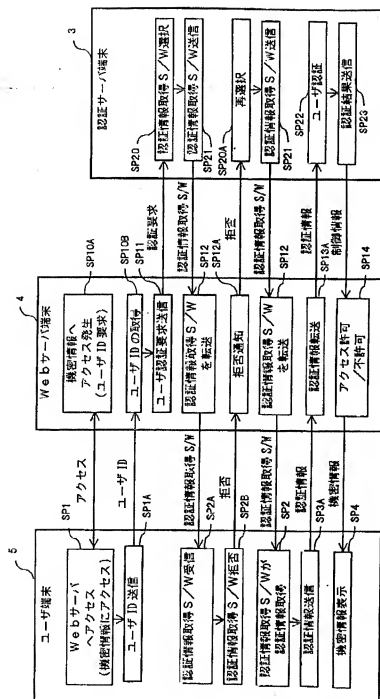 5
ユーザ端末
SP1
Webサーバ
へアクセス
(機密情報にアクセス)
ユーザID送信
SP1A
認証情報取得S/W受信
SP2A
認証情報取得S/W拒否
SP2B
認証情報取得S/Wが
認証情報取得
SP2
認証情報送信
SP3A
機密情報表示
SP4
アクセス
ユーザID
認証情報取得S/W
拒否
認証情報取得S/W
認証情報
機密情報
4
Webサーバ端末
SP10A
機密情報へ
アクセス発生
(ユーザID要求)
SP10B
ユーザIDの取得
SP11
ユーザ認証要求送信
認証情報取得S/W
を転送
SP12
SP12A
拒否通知
認証情報取得S/W
を転送
SP12
認証情報転送
SP13A
アクセス許可
/不許可
SP14
認証要求
認証情報取得S/W
拒否
認証情報取得S/W
認証情報
制御情報
3
認証サーバ端末
SP20
認証情報取得S/W選択
認証情報取得S/W送信
SP21
SP20A
再選択
認証情報取得S/W送信
SP21
SP22
ユーザ認証
認証結果送信
SP23